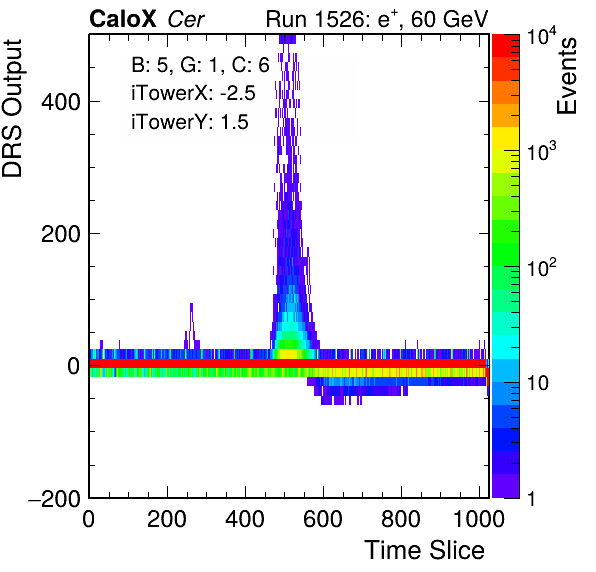 CaloX Cer
Run 1526: e⁺, 60 GeV
B: 5, G: 1, C: 6
iTowerX: -2.5
iTowerY: 1.5
DRS Output
400
200
0
−200
0 200 400 600 800 1000
Time Slice
10⁴
10³
10²
10
1
Events